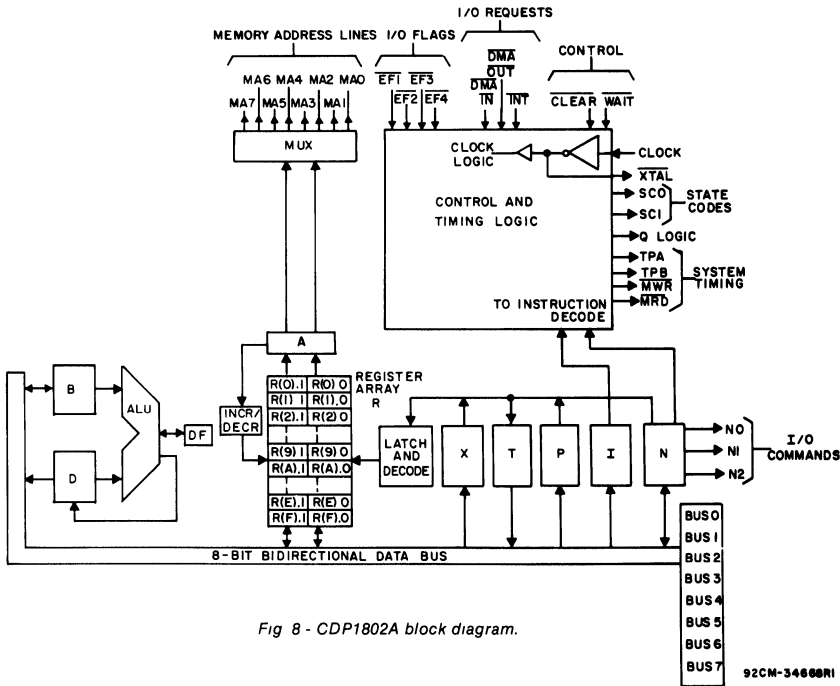 I/O REQUESTS
MEMORY ADDRESS LINES I/O FLAGS
CONTROL
DMA
OUT
MA6 MA4 MA2 MA0
EF1 EF3
DMA
MA7 MA5 MA3 MA1
EF2 EF4
IN INT
CLEAR WAIT
MUX
CLOCK
LOGIC
CLOCK
XTAL
SC0
SC1
STATE
CODES
CONTROL AND
TIMING LOGIC
Q LOGIC
TPA
TPB
MWR
MRD
SYSTEM
TIMING
TO INSTRUCTION
DECODE
A
R(0).1 R(0) 0
R(1) 1 R(1).0
R(2).1 R(2) 0
R(9) 1 R(9) 0
R(A).1 R(A).0
R(E).1 R(E) 0
R(F).1 R(F).0
REGISTER
ARRAY
R
INCR/
DECR
B
ALU
DF
D
LATCH
AND
DECODE
X
T
P
I
N
N0
N1
N2
I/O
COMMANDS
8-BIT BIDIRECTIONAL DATA BUS
BUS 0
BUS 1
BUS 2
BUS 3
BUS 4
BUS 5
BUS 6
BUS 7
Fig 8 - CDP1802A block diagram.
92CM-34668R1